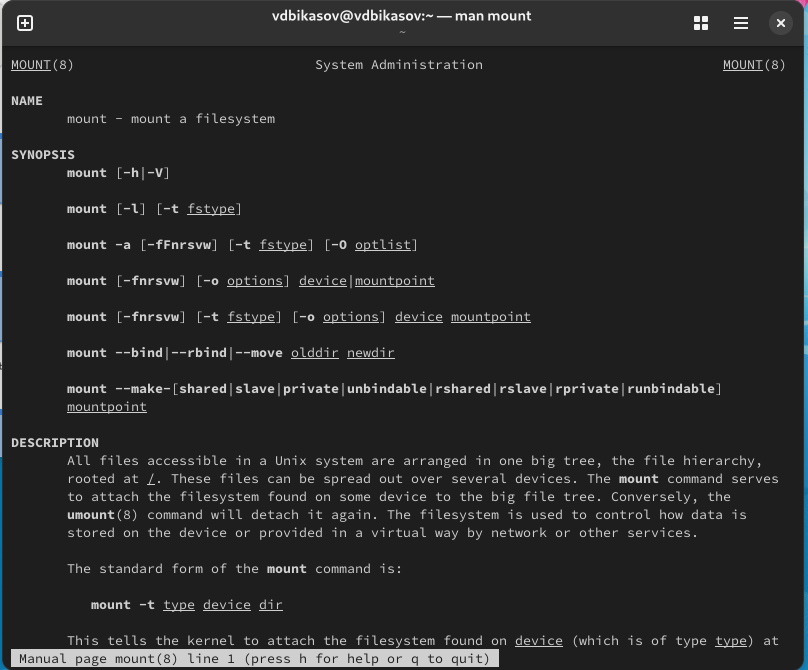 vdbikasov@vdbikasov:~ — man mount
~
MOUNT(8) System Administration MOUNT(8)
NAME
mount - mount a filesystem
SYNOPSIS
mount [-h|-V]
mount [-l] [-t fstype]
mount -a [-fFnrsvw] [-t fstype] [-O optlist]
mount [-fnrsvw] [-o options] device|mountpoint
mount [-fnrsvw] [-t fstype] [-o options] device mountpoint
mount --bind|--rbind|--move olddir newdir
mount --make-[shared|slave|private|unbindable|rshared|rslave|rprivate|runbindable]
mountpoint
DESCRIPTION
All files accessible in a Unix system are arranged in one big tree, the file hierarchy,
rooted at /. These files can be spread out over several devices. The mount command serves
to attach the filesystem found on some device to the big file tree. Conversely, the
umount(8) command will detach it again. The filesystem is used to control how data is
stored on the device or provided in a virtual way by network or other services.
The standard form of the mount command is:
mount -t type device dir
This tells the kernel to attach the filesystem found on device (which is of type type) at
Manual page mount(8) line 1 (press h for help or q to quit)